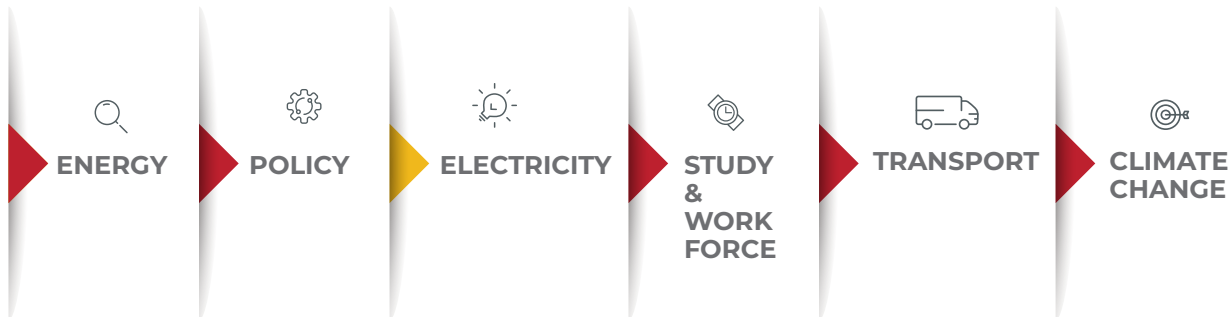 ENERGY
POLICY
ELECTRICITY
STUDY
&
WORK
FORCE
TRANSPORT
CLIMATE
CHANGE